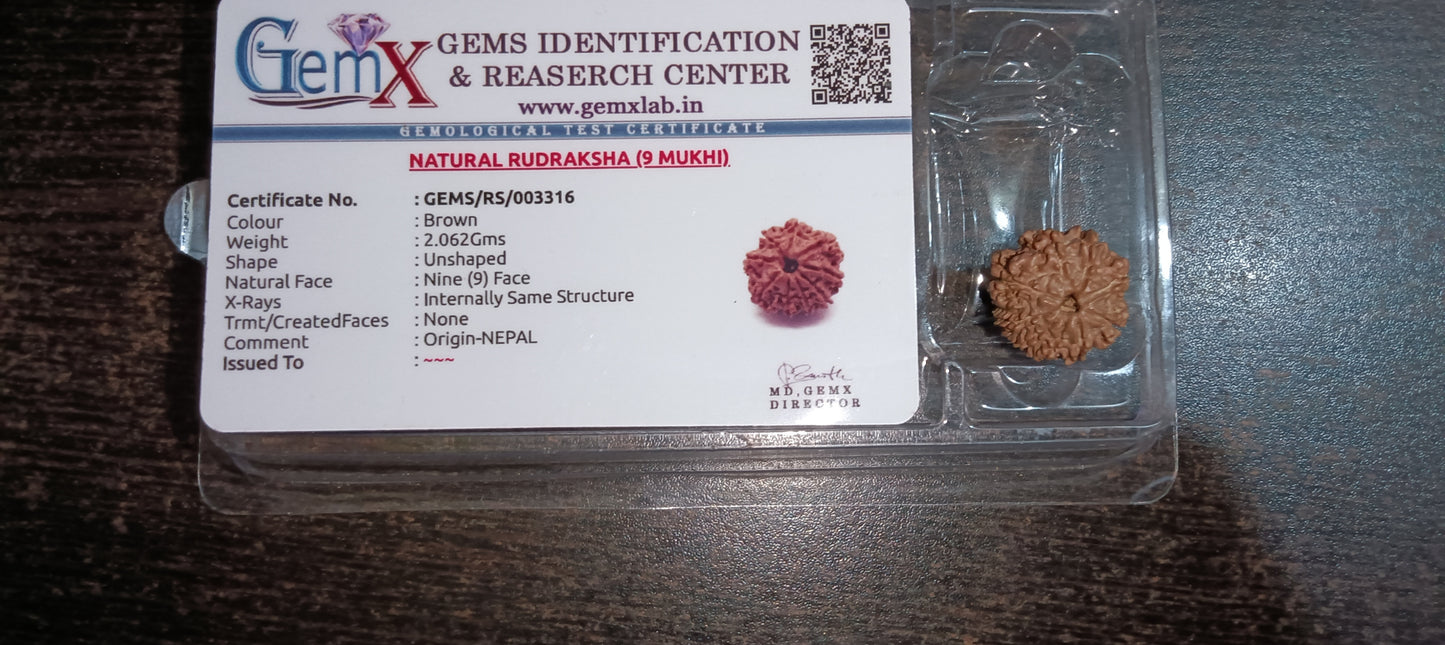 GemX
GEMS IDENTIFICATION
& REASERCH CENTER
www.gemxlab.in
GEMOLOGICAL TEST CERTIFICATE
NATURAL RUDRAKSHA (9 MUKHI)
Certificate No. : GEMS/RS/003316
Colour : Brown
Weight : 2.062Gms
Shape : Unshaped
Natural Face : Nine (9) Face
X-Rays : Internally Same Structure
Trmt/CreatedFaces : None
Comment : Origin-NEPAL
Issued To : ~~~
MD, GEMX
DIRECTOR